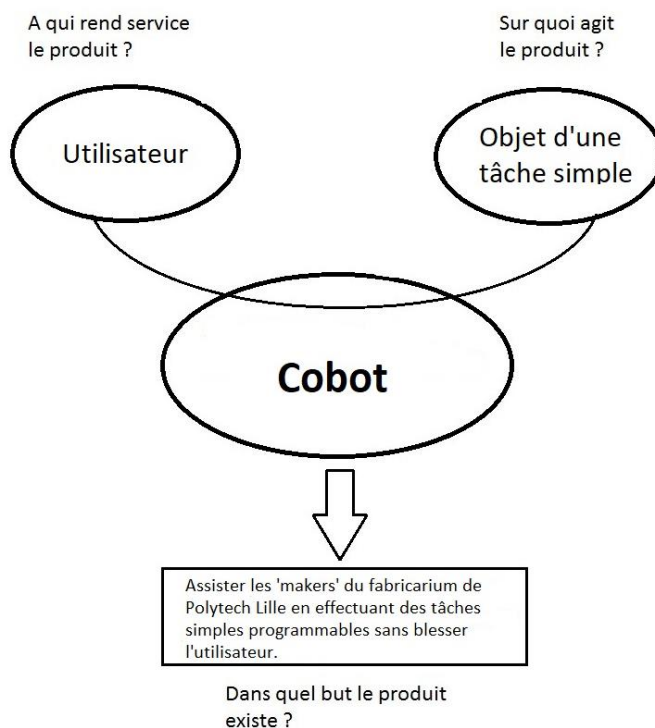 A qui rend service
le produit ?
Sur quoi agit
le produit ?
Utilisateur
Objet d'une
tâche simple
Cobot
Assister les 'makers' du fabricarium de
Polytech Lille en effectuant des tâches
simples programmables sans blesser
l'utilisateur.
Dans quel but le produit
existe ?